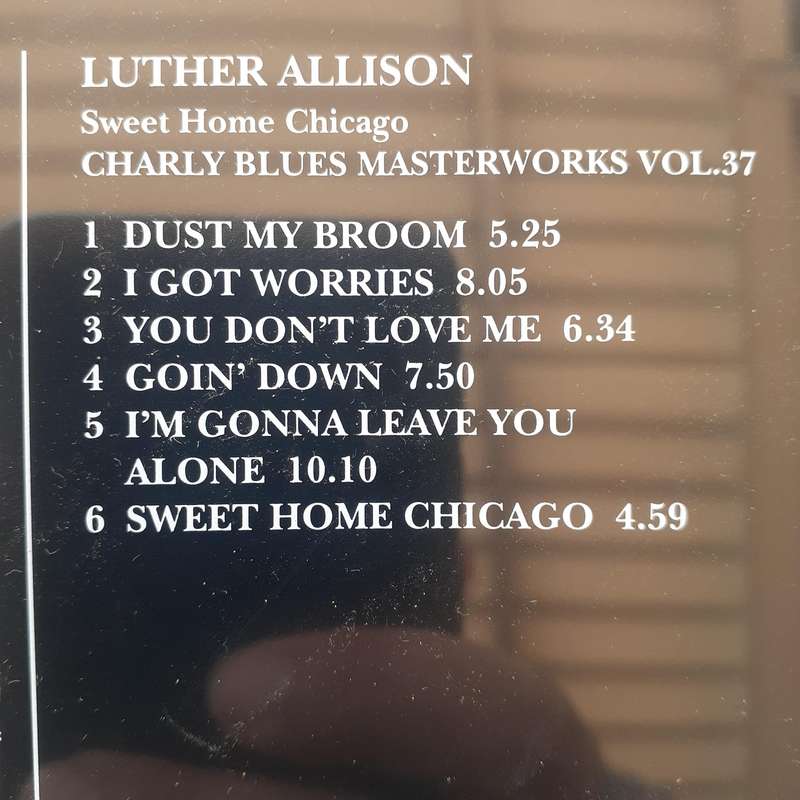 LUTHER ALLISON
Sweet Home Chicago
CHARLY BLUES MASTERWORKS VOL.37
1 DUST MY BROOM 5.25
2 I GOT WORRIES 8.05
3 YOU DON'T LOVE ME 6.34
4 GOIN' DOWN 7.50
5 I'M GONNA LEAVE YOU
ALONE 10.10
6 SWEET HOME CHICAGO 4.59